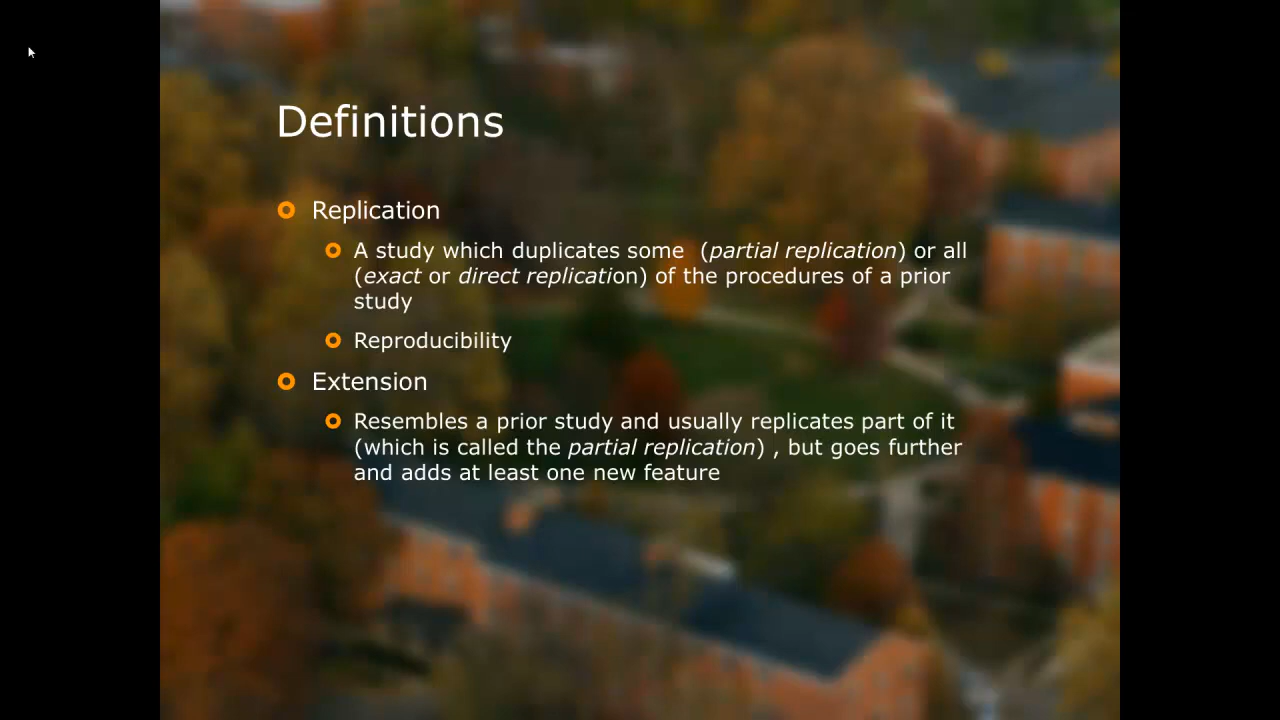 Definitions
Replication
A study which duplicates some  (partial replication) or all
(exact or direct replication) of the procedures of a prior
study
Reproducibility
Extension
Resembles a prior study and usually replicates part of it
(which is called the partial replication) , but goes further
and adds at least one new feature